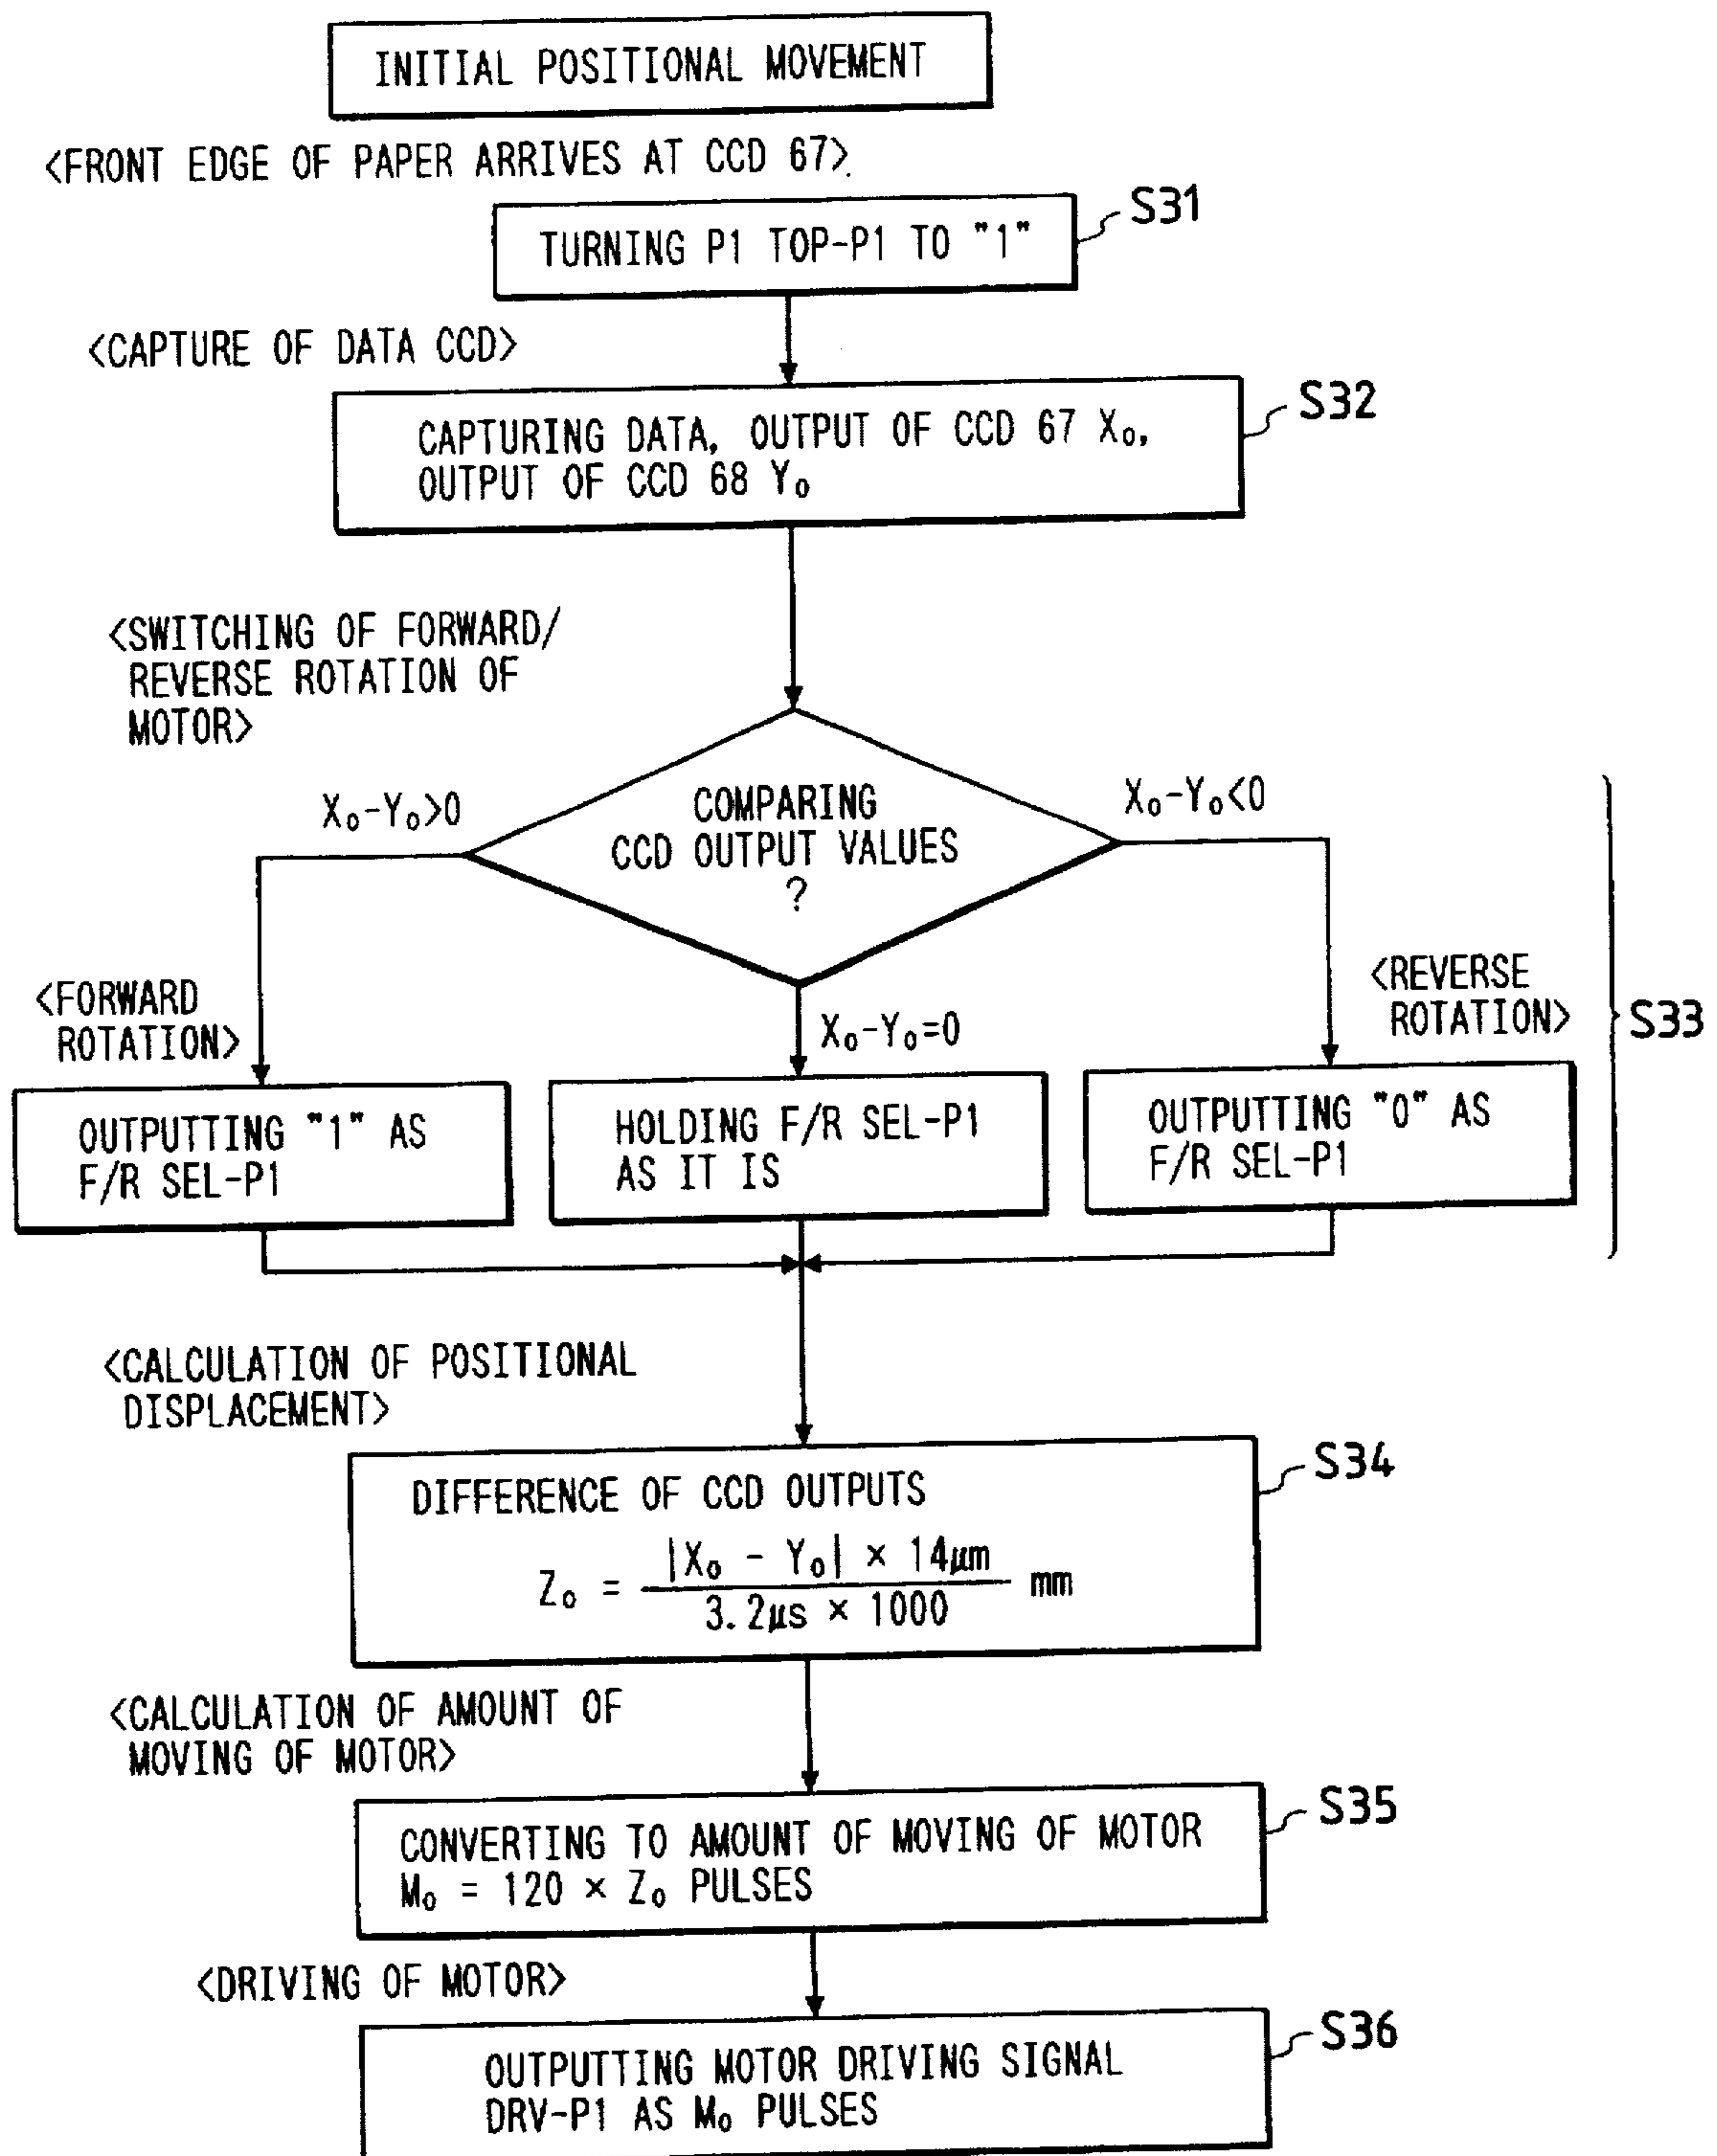 INITIAL POSITIONAL MOVEMENT
<FRONT EDGE OF PAPER ARRIVES AT CCD 67>.
S31
TURNING P1 TOP-P1 TO "1"
<CAPTURE OF DATA CCD>
S32
CAPTURING DATA, OUTPUT OF CCD 67 X₀,
OUTPUT OF CCD 68 Y₀
<SWITCHING OF FORWARD/
REVERSE ROTATION OF
MOTOR>
X₀-Y₀>0
COMPARING
CCD OUTPUT VALUES
?
X₀-Y₀<0
<FORWARD
ROTATION>
X₀-Y₀=0
<REVERSE
ROTATION>
S33
OUTPUTTING "1" AS
F/R SEL-P1
HOLDING F/R SEL-P1
AS IT IS
OUTPUTTING "0" AS
F/R SEL-P1
<CALCULATION OF POSITIONAL
DISPLACEMENT>
S34
DIFFERENCE OF CCD OUTPUTS
Z₀ = |X₀ - Y₀| × 14μm / 3.2μs × 1000 mm
<CALCULATION OF AMOUNT OF
MOVING OF MOTOR>
S35
CONVERTING TO AMOUNT OF MOVING OF MOTOR
M₀ = 120 × Z₀ PULSES
<DRIVING OF MOTOR>
S36
OUTPUTTING MOTOR DRIVING SIGNAL
DRV-P1 AS M₀ PULSES